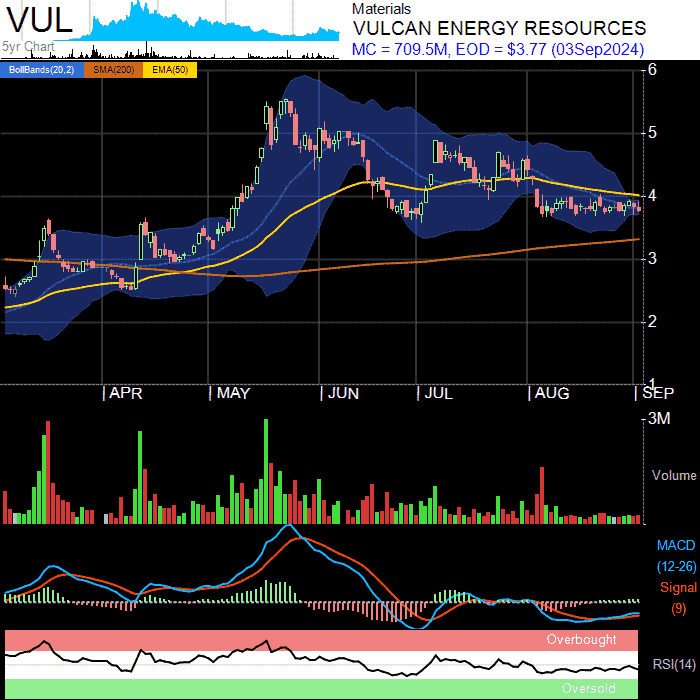 VUL
5yr Chart
Materials
VULCAN ENERGY RESOURCES
MC = 709.5M, EOD = $3.77 (03Sep2024)
BollBands(20,2) SMA(200) EMA(50)
6
5
4
3
2
1
APR MAY JUN JUL AUG SEP
3M
Volume
MACD
(12-26)
Signal
(9)
Overbought
RSI(14)
Oversold